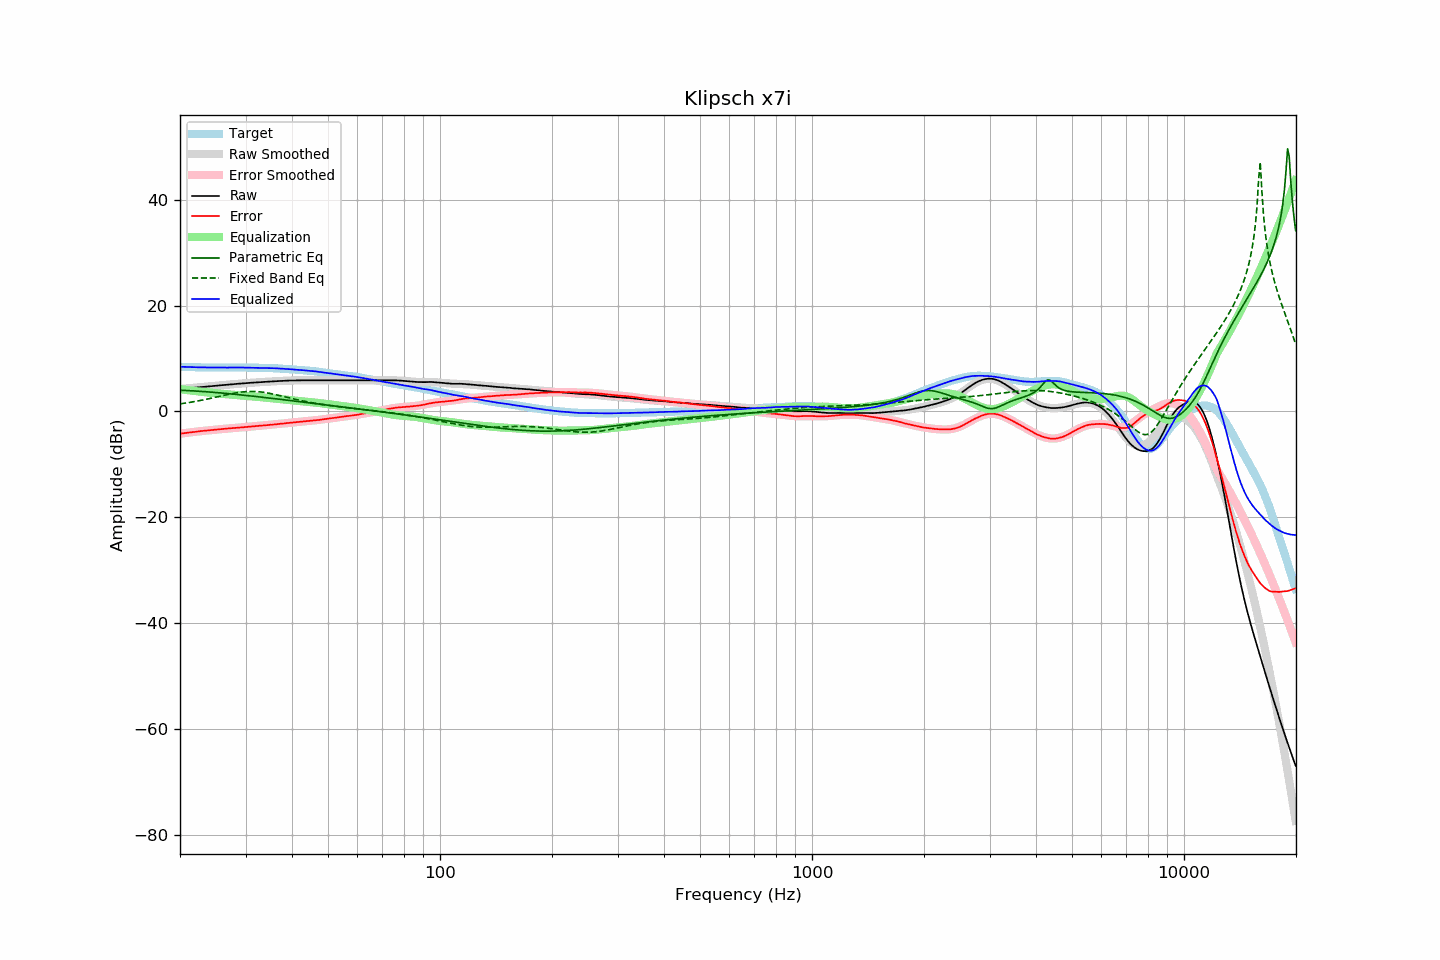 Klipsch x7i
Target
Raw Smoothed
Error Smoothed
Raw
Error
Equalization
Parametric Eq
Fixed Band Eq
Equalized
40
20
0
−20
−40
−60
−80
Amplitude (dBr)
100
1000
10000
Frequency (Hz)